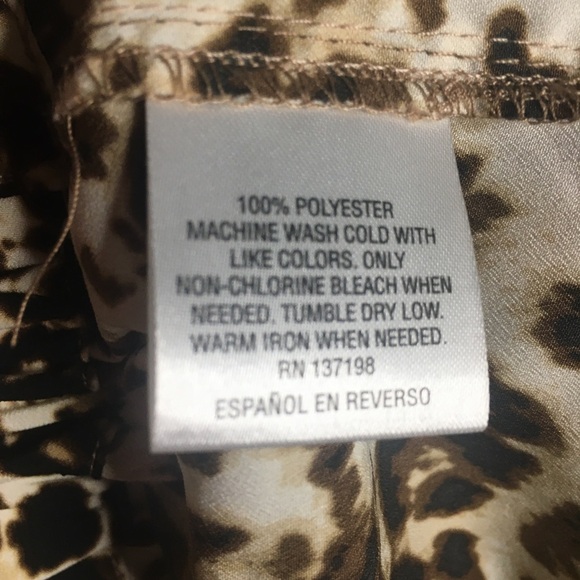 100% POLYESTER
MACHINE WASH COLD WITH
LIKE COLORS. ONLY
NON-CHLORINE BLEACH WHEN
NEEDED. TUMBLE DRY LOW.
WARM IRON WHEN NEEDED.
RN 137198
ESPAÑOL EN REVERSO